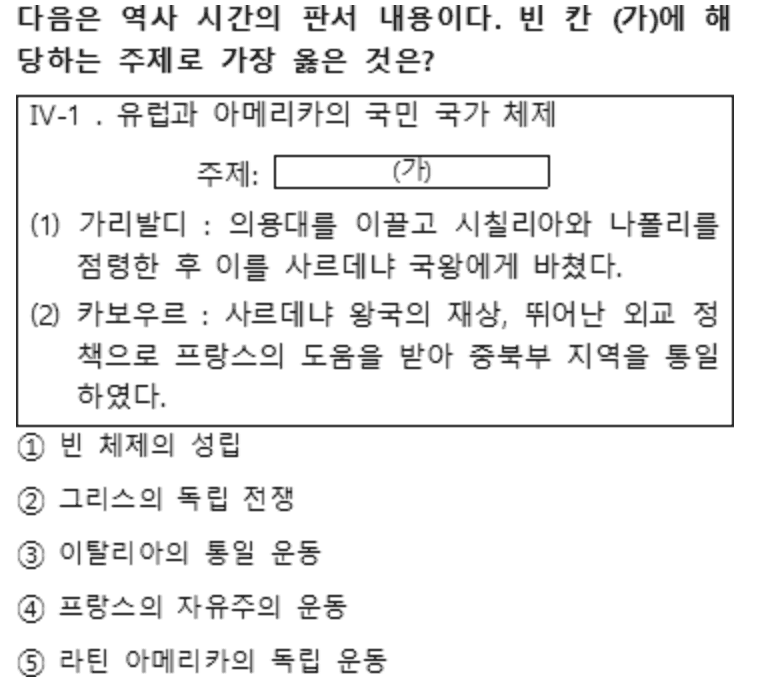 다음은 역사 시간의 판서 내용이다. 빈 칸 (가)에 해
당하는 주제로 가장 옳은 것은?
IV-1 . 유럽과 아메리카의 국민 국가 체제
주제: (가)
(1) 가리발디 : 의용대를 이끌고 시칠리아와 나폴리를
점령한 후 이를 사르데냐 국왕에게 바쳤다.
(2) 카보우르 : 사르데냐 왕국의 재상, 뛰어난 외교 정
책으로 프랑스의 도움을 받아 중북부 지역을 통일
하였다.
① 빈 체제의 성립
② 그리스의 독립 전쟁
③ 이탈리아의 통일 운동
④ 프랑스의 자유주의 운동
⑤ 라틴 아메리카의 독립 운동